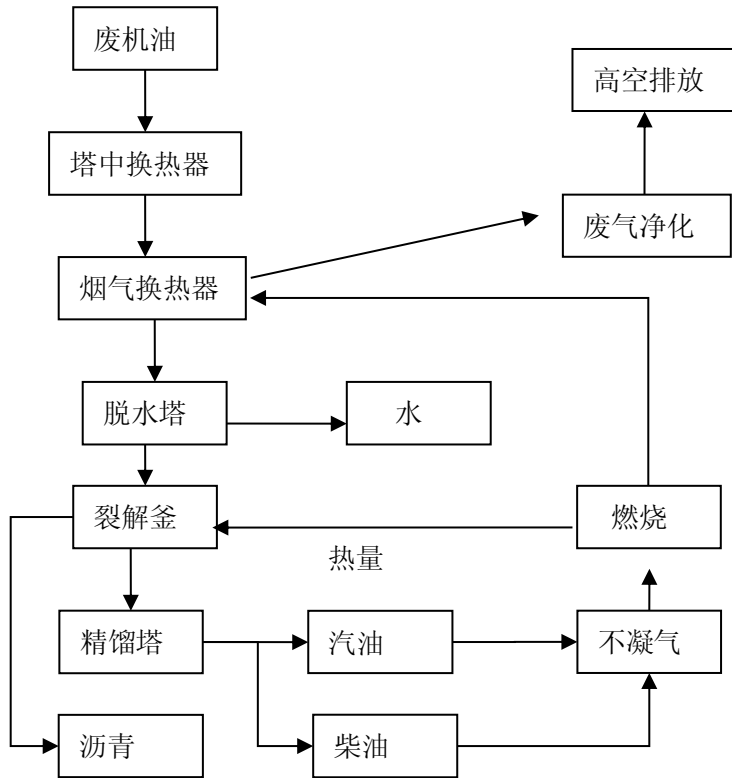 废机油
高空排放
塔中换热器
废气净化
烟气换热器
脱水塔
水
裂解釜
燃烧
热量
精馏塔
汽油
不凝气
沥青
柴油